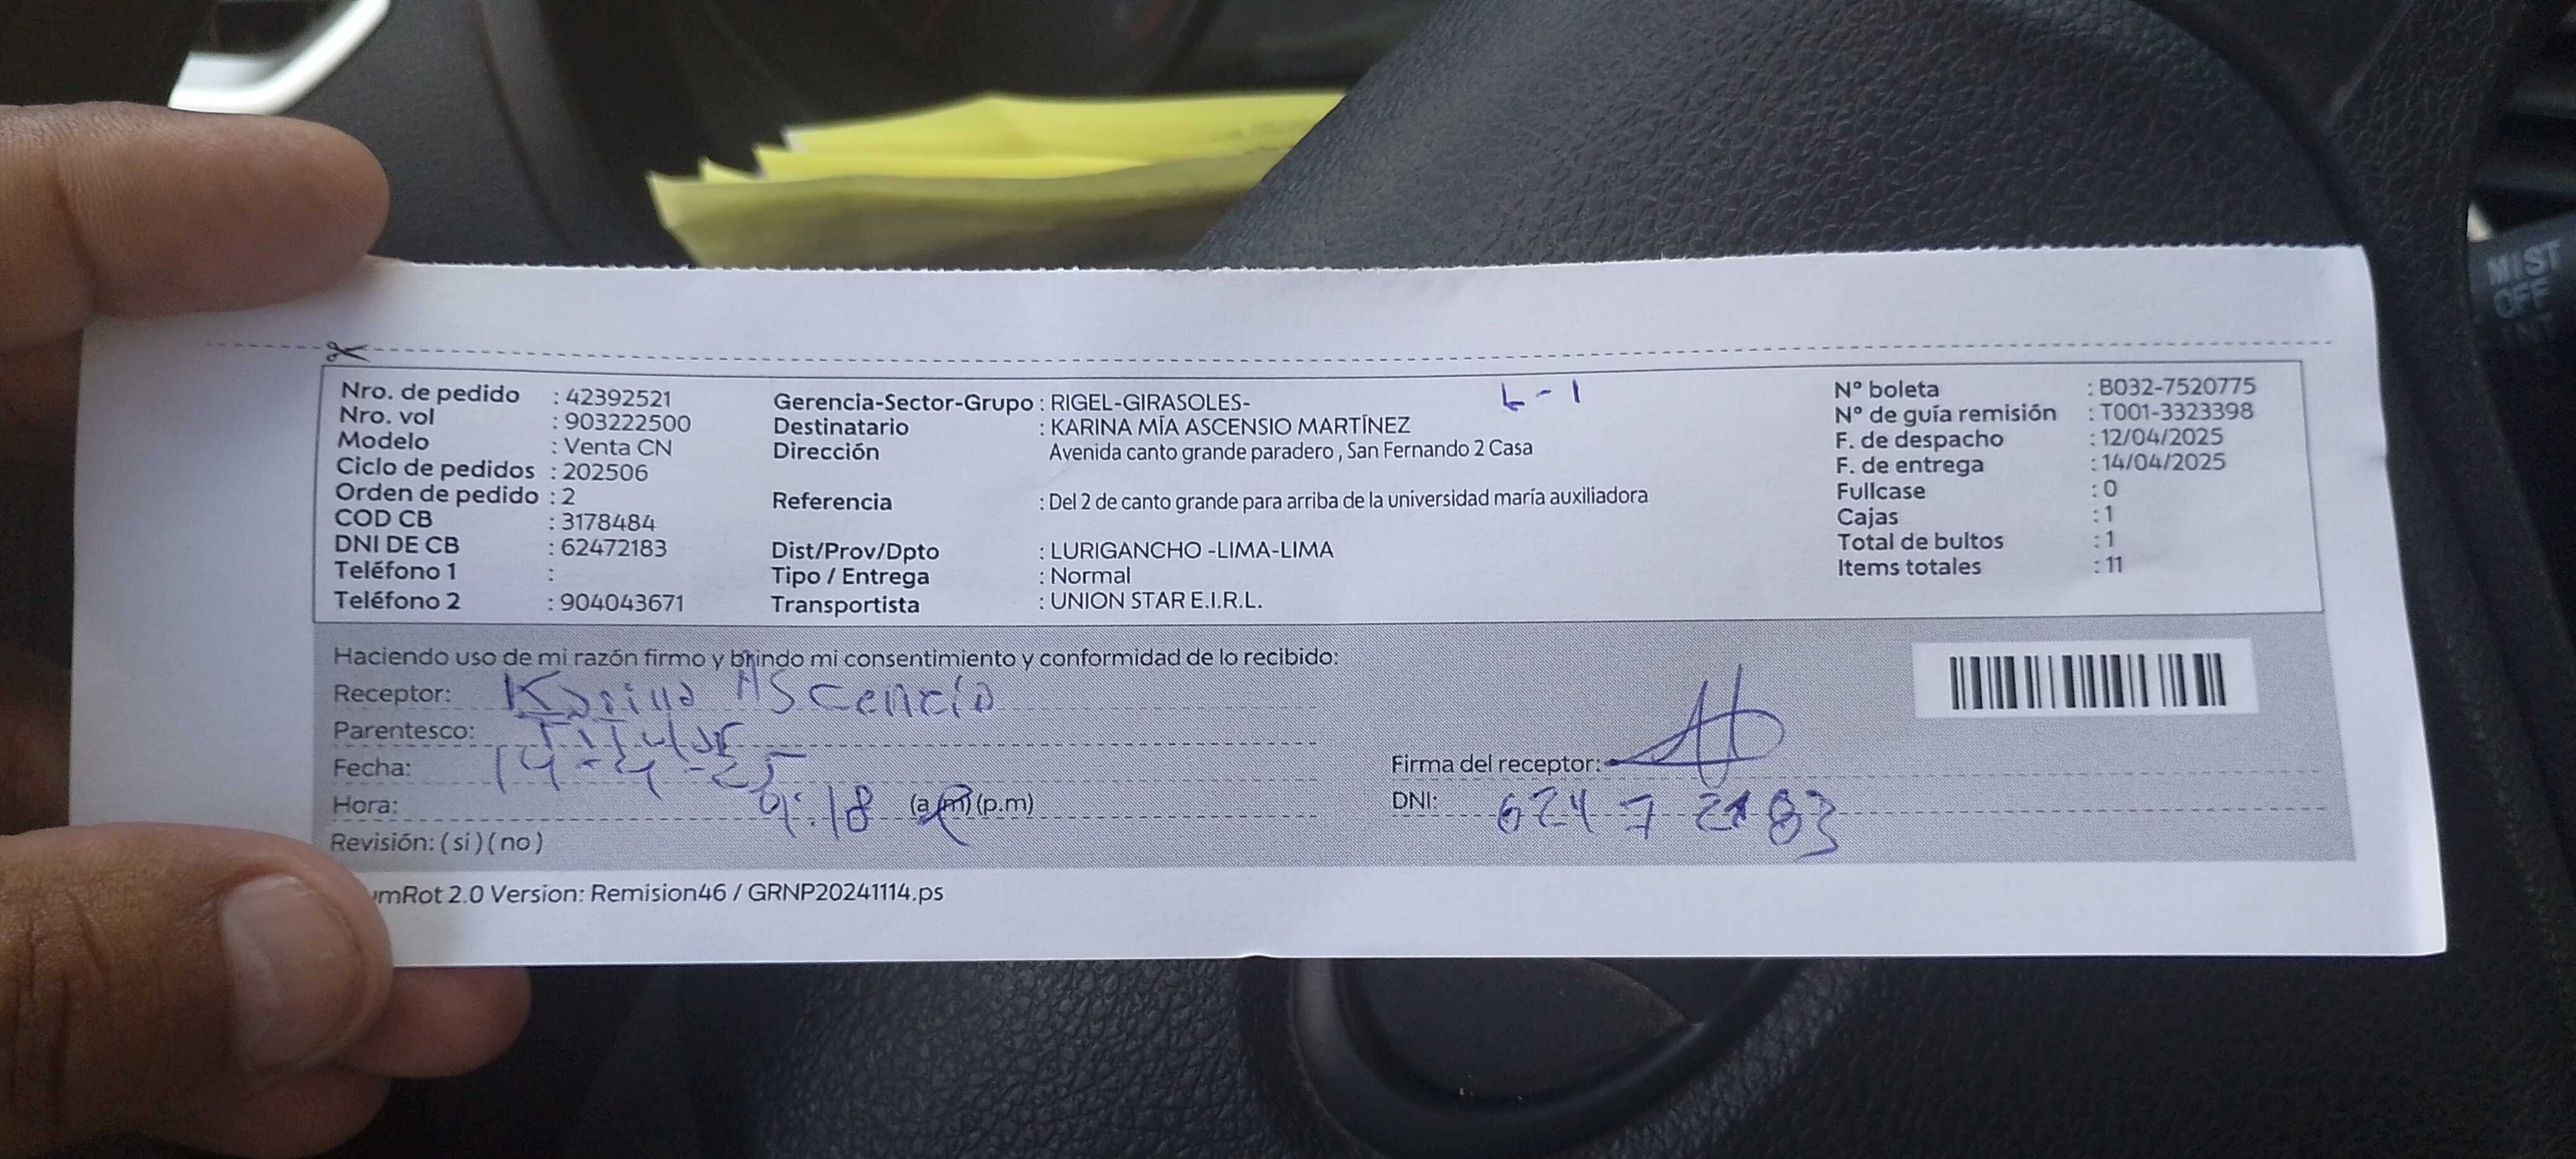 L-1
Nro. de pedido : 42392521
Nro. vol : 903222500
Modelo : Venta CN
Ciclo de pedidos : 202506
Orden de pedido : 2
COD CB : 3178484
DNI DE CB : 62472183
Teléfono 1 :
Teléfono 2 : 904043671
Gerencia-Sector-Grupo : RIGEL-GIRASOLES-
Destinatario : KARINA MÍA ASCENSIO MARTÍNEZ
Dirección Avenida canto grande paradero , San Fernando 2 Casa
Referencia : Del 2 de canto grande para arriba de la universidad maría auxiliadora
Dist/Prov/Dpto : LURIGANCHO -LIMA-LIMA
Tipo / Entrega : Normal
Transportista : UNION STAR E.I.R.L.
N° boleta : B032-7520775
N° de guía remisión : T001-3323398
F. de despacho : 12/04/2025
F. de entrega : 14/04/2025
Fullcase : 0
Cajas : 1
Total de bultos : 1
Items totales : 11
Haciendo uso de mi razón firmo y brindo mi consentimiento y conformidad de lo recibido:
Receptor: Karina Ascencio
Parentesco: Titular
Fecha: 14-4-25
Hora: 9:18 (a.m) (p.m)
Revisión: ( si ) ( no )
Firma del receptor:
DNI: 62472183
mRot 2.0 Version: Remision46 / GRNP20241114.ps
MIST
OFF